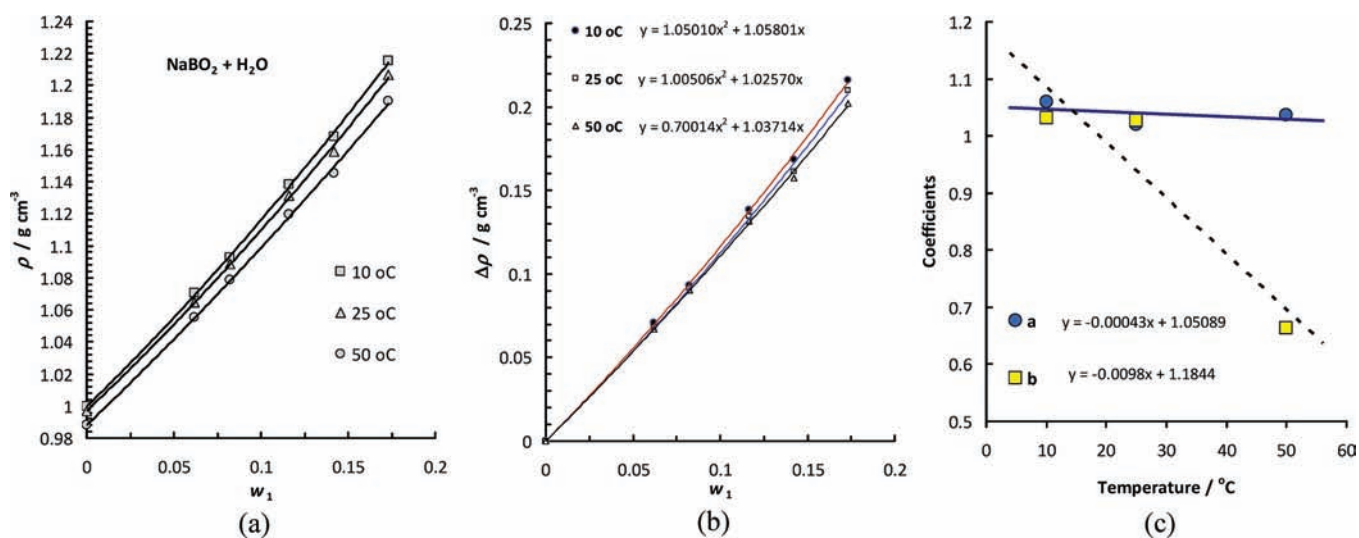 1.24
1.22
1.2
1.18
1.16
1.14
1.12
1.1
1.08
1.06
1.04
1.02
1
0.98
ρ / g cm⁻³
NaBO₂ + H₂O
10 oC
25 oC
50 oC
0 0.05 0.1 0.15 0.2
w₁
(a)
0.25
0.2
0.15
0.1
0.05
0
Δρ / g cm⁻³
10 oC y = 1.05010x² + 1.05801x
25 oC y = 1.00506x² + 1.02570x
50 oC y = 0.70014x² + 1.03714x
0 0.05 0.1 0.15 0.2
w₁
(b)
1.2
1.1
1
0.9
0.8
0.7
0.6
0.5
Coefficients
a y = -0.00043x + 1.05089
b y = -0.0098x + 1.1844
0 10 20 30 40 50 60
Temperature / °C
(c)